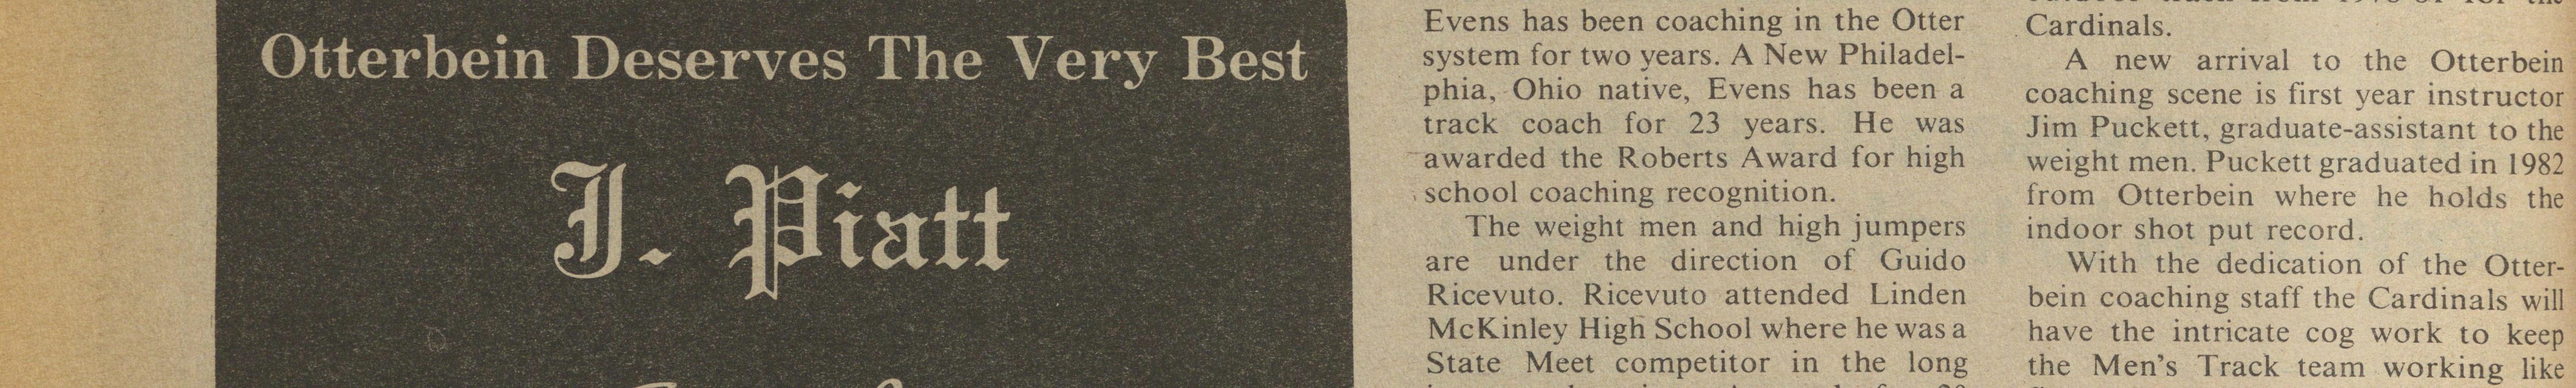 Otterbein Deserves The Very Best
J. Piatt
Evens has been coaching in the Otter
system for two years. A New Philadel-
phia, Ohio native, Evens has been a
track coach for 23 years. He was
awarded the Roberts Award for high
school coaching recognition.
The weight men and high jumpers
are under the direction of Guido
Ricevuto. Ricevuto attended Linden
McKinley High School where he was a
State Meet competitor in the long
Cardinals.
A new arrival to the Otterbein
coaching scene is first year instructor
Jim Puckett, graduate-assistant to the
weight men. Puckett graduated in 1982
from Otterbein where he holds the
indoor shot put record.
With the dedication of the Otter-
bein coaching staff the Cardinals will
have the intricate cog work to keep
the Men's Track team working like